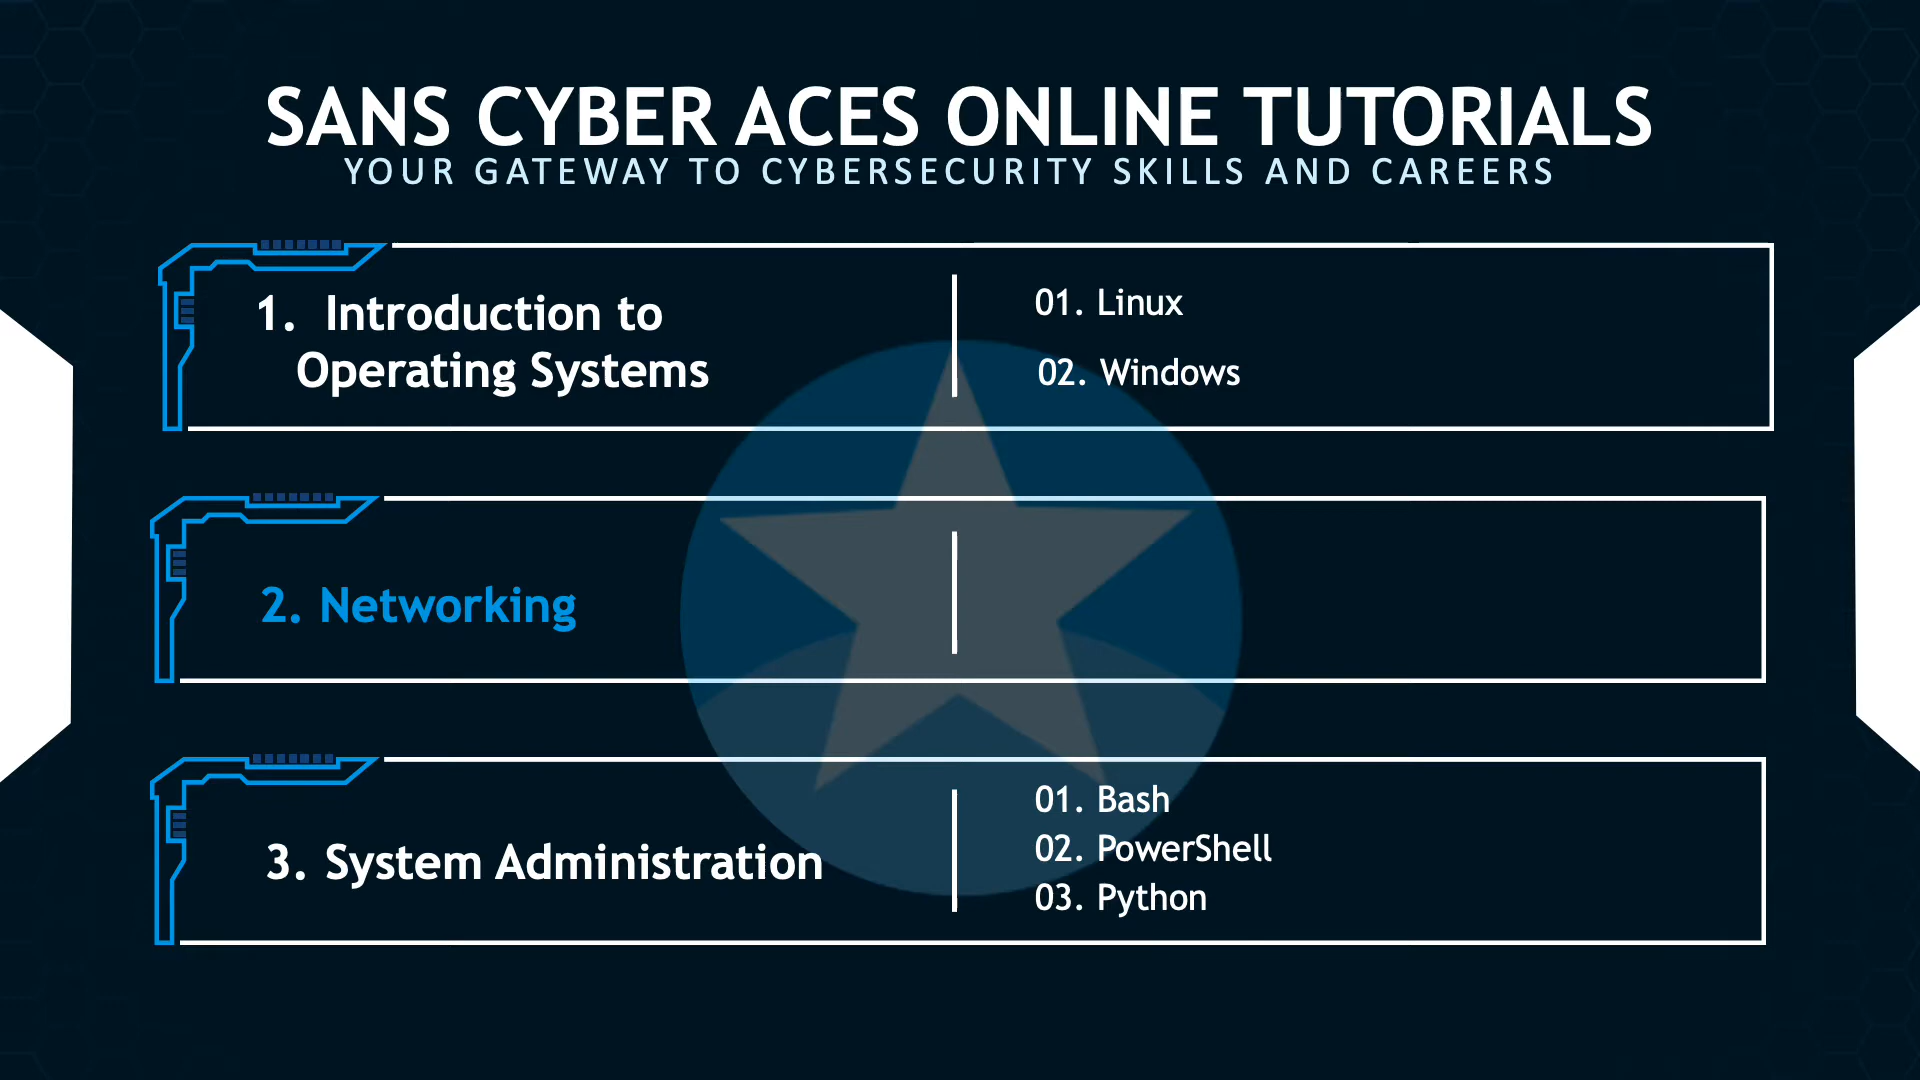 SANS CYBER ACES ONLINE TUTORIALS
YOUR GATEWAY TO CYBERSECURITY SKILLS AND CAREERS
1. Introduction to
Operating Systems
01. Linux
02. Windows
2. Networking
3. System Administration
01. Bash
02. PowerShell
03. Python